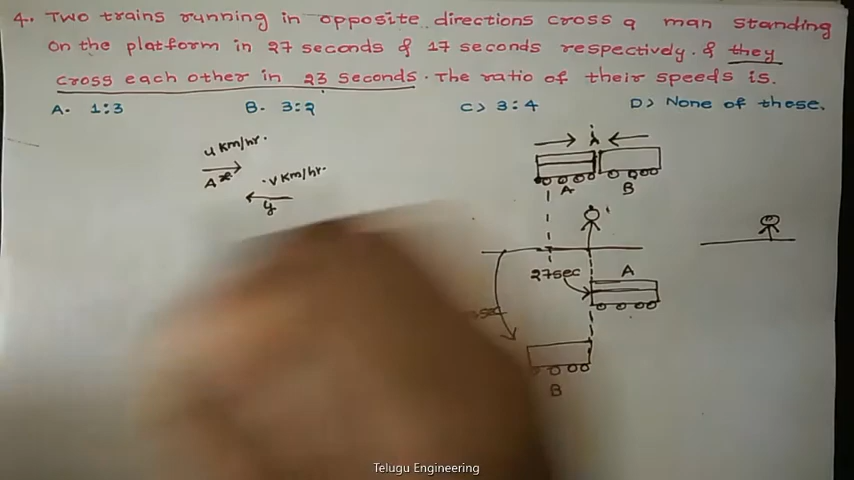 4. Two trains running in opposite directions cross a man standing
on the platform in 27 seconds & 17 seconds respectively. & they
cross each other in 23 seconds. The ratio of their speeds is.
A. 1:3 B. 3:2 C> 3:4 D> None of these.
u km/hr.
A
v km/hr.
y
A B
27sec A
sec
B
Telugu Engineering